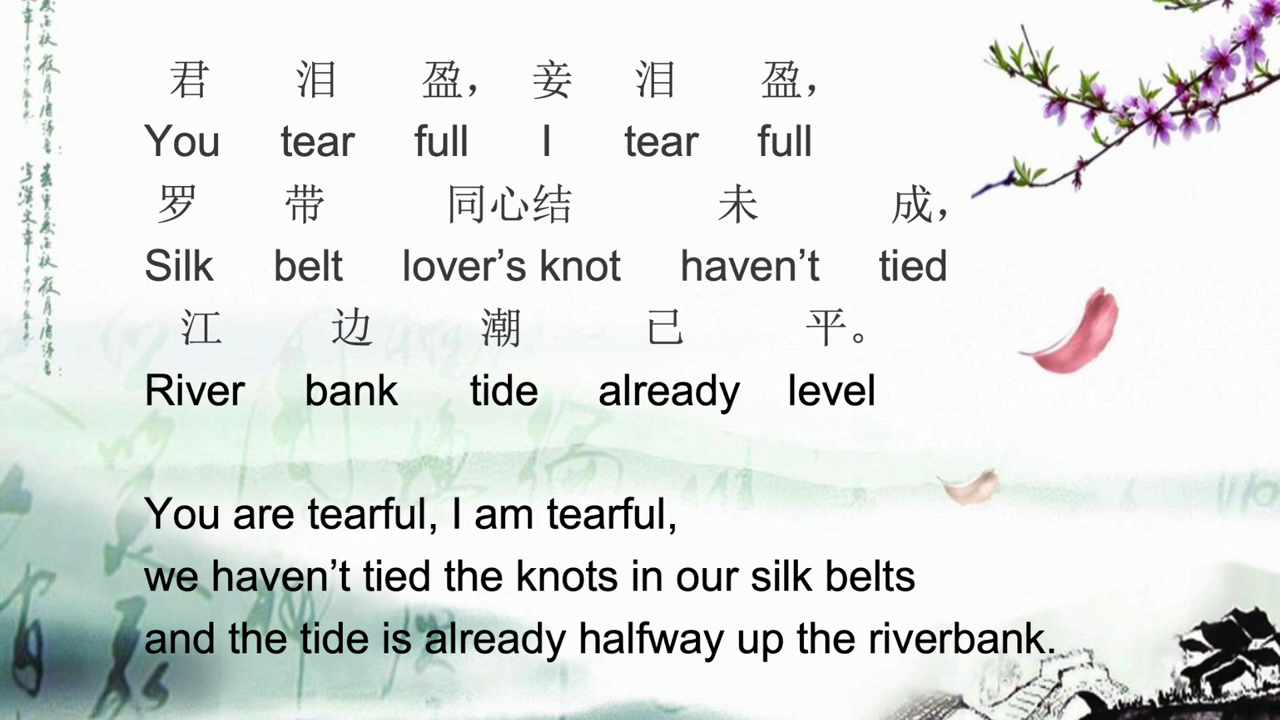 君 泪 盈， 妾 泪 盈，
You tear full I tear full
罗 带 同心结 未 成，
Silk belt lover’s knot haven’t tied
江 边 潮 已 平。
River bank tide already level
You are tearful, I am tearful,
we haven’t tied the knots in our silk belts
and the tide is already halfway up the riverbank.